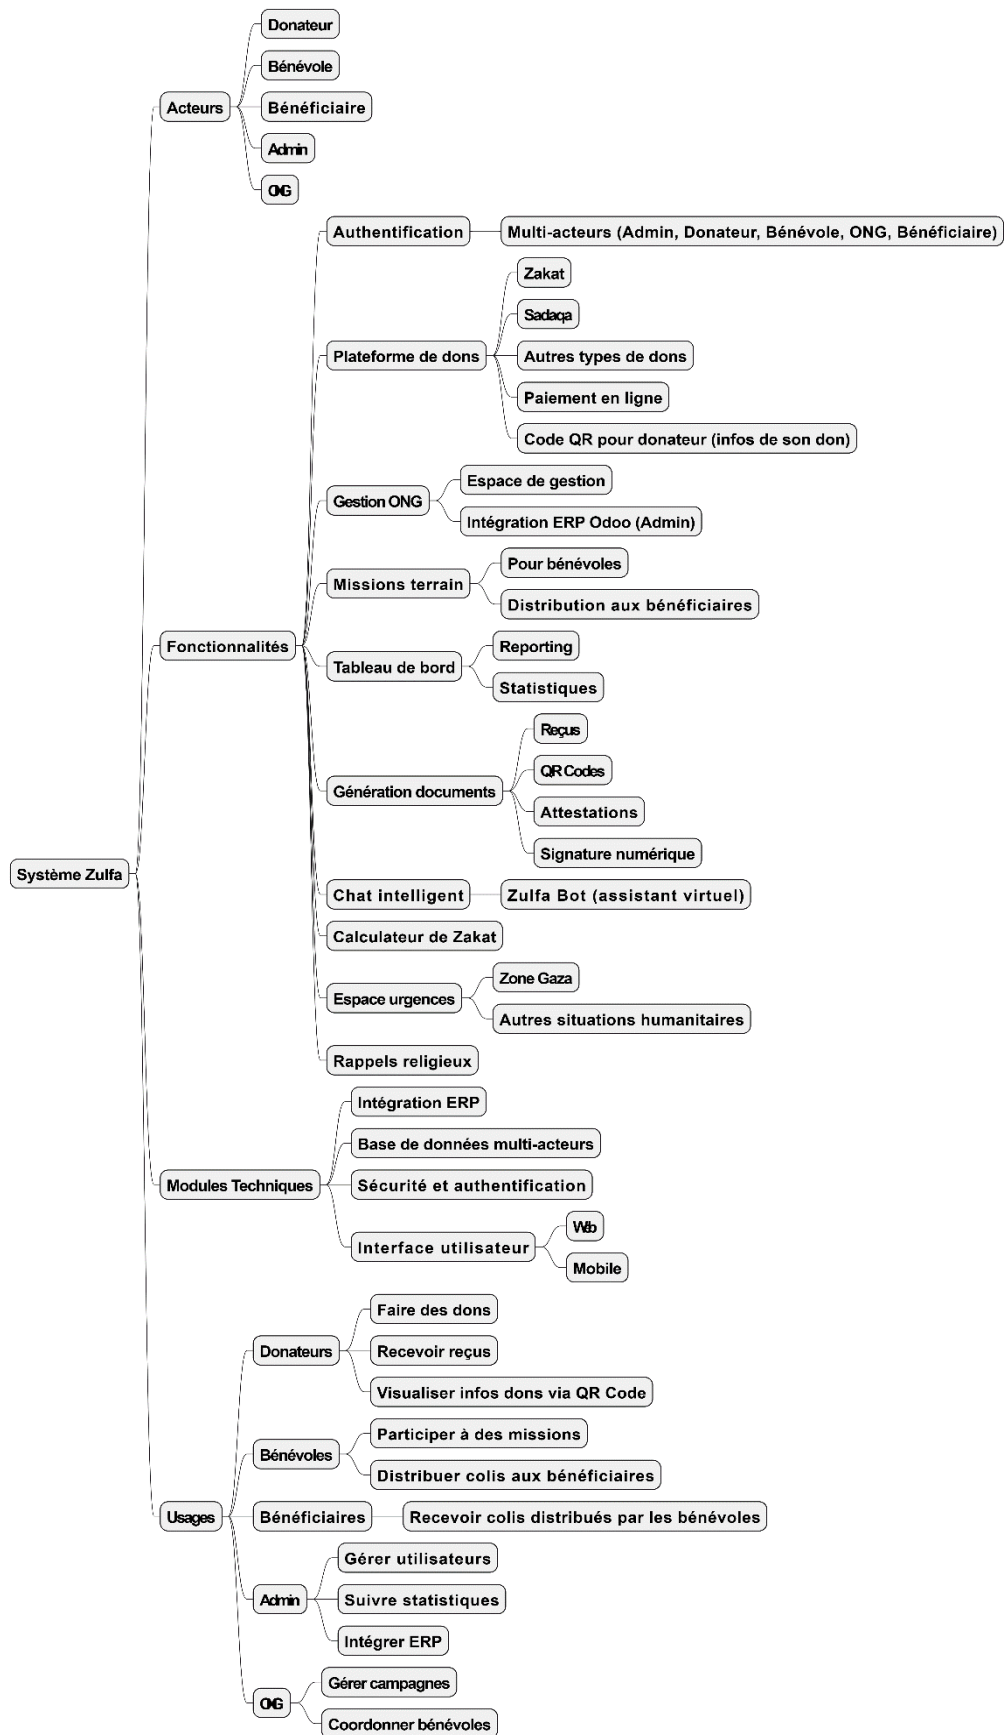 Donateur
Bénévole
Acteurs
Bénéficiaire
Admin
ONG
Authentification
Multi-acteurs (Admin, Donateur, Bénévole, ONG, Bénéficiaire)
Zakat
Sadaqa
Plateforme de dons
Autres types de dons
Paiement en ligne
Code QR pour donateur (infos de son don)
Espace de gestion
Gestion ONG
Intégration ERP Odoo (Admin)
Pour bénévoles
Missions terrain
Distribution aux bénéficiaires
Fonctionnalités
Reporting
Tableau de bord
Statistiques
Reçus
QR Codes
Génération documents
Attestations
Signature numérique
Système Zulfa
Chat intelligent
Zulfa Bot (assistant virtuel)
Calculateur de Zakat
Zone Gaza
Espace urgences
Autres situations humanitaires
Rappels religieux
Intégration ERP
Base de données multi-acteurs
Modules Techniques
Sécurité et authentification
Web
Interface utilisateur
Mobile
Faire des dons
Donateurs
Recevoir reçus
Visualiser infos dons via QR Code
Participer à des missions
Bénévoles
Distribuer colis aux bénéficiaires
Usages
Bénéficiaires
Recevoir colis distribués par les bénévoles
Gérer utilisateurs
Admin
Suivre statistiques
Intégrer ERP
Gérer campagnes
ONG
Coordonner bénévoles